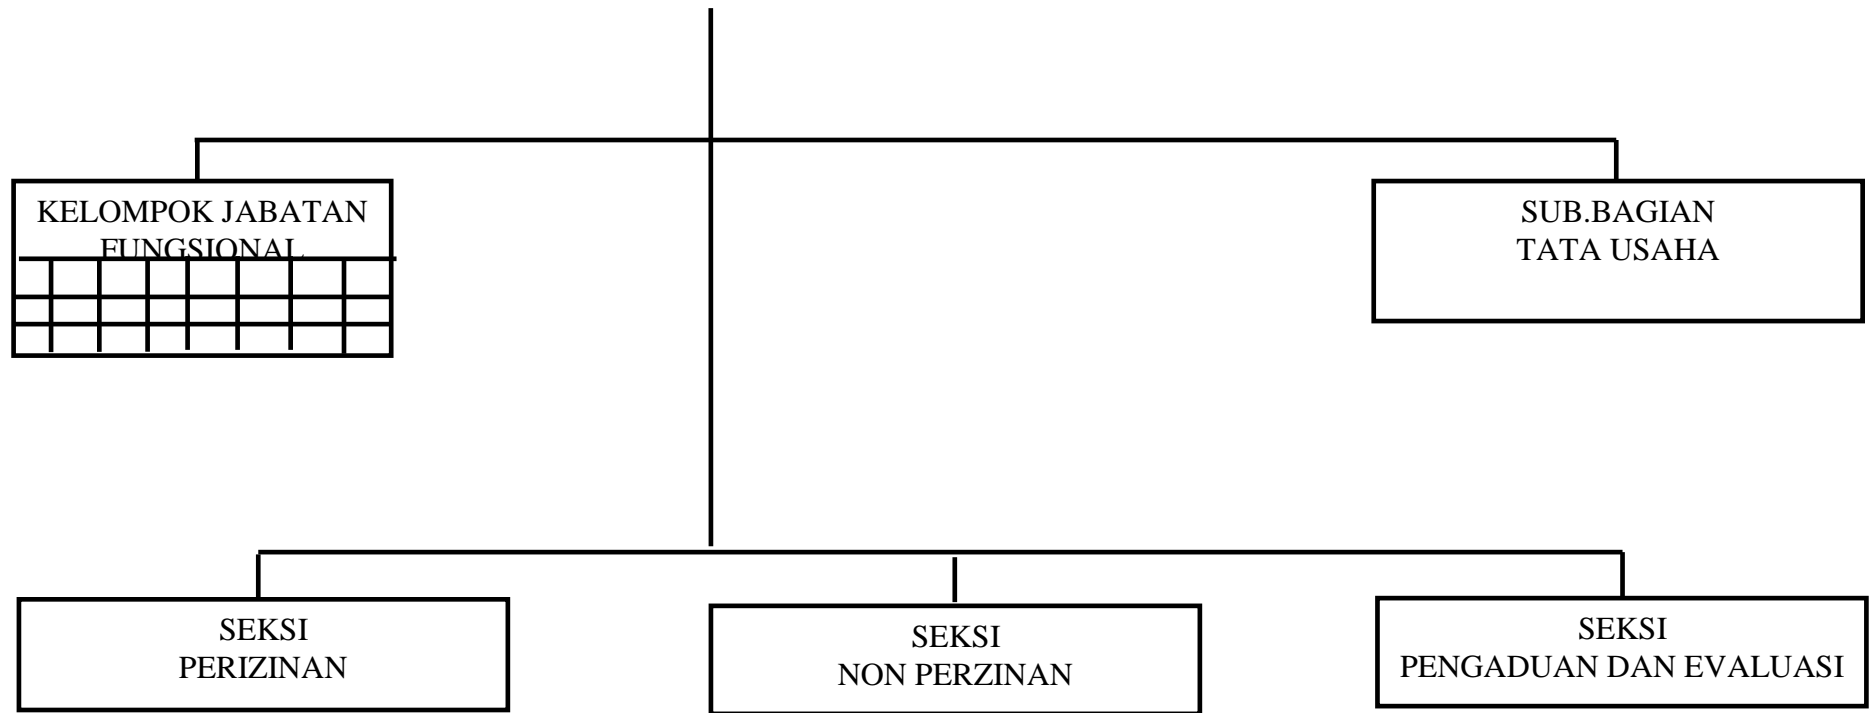 KELOMPOK JABATAN
FUNGSIONAL
SUB.BAGIAN
TATA USAHA
SEKSI
PERIZINAN
SEKSI
NON PERZINAN
SEKSI
PENGADUAN DAN EVALUASI